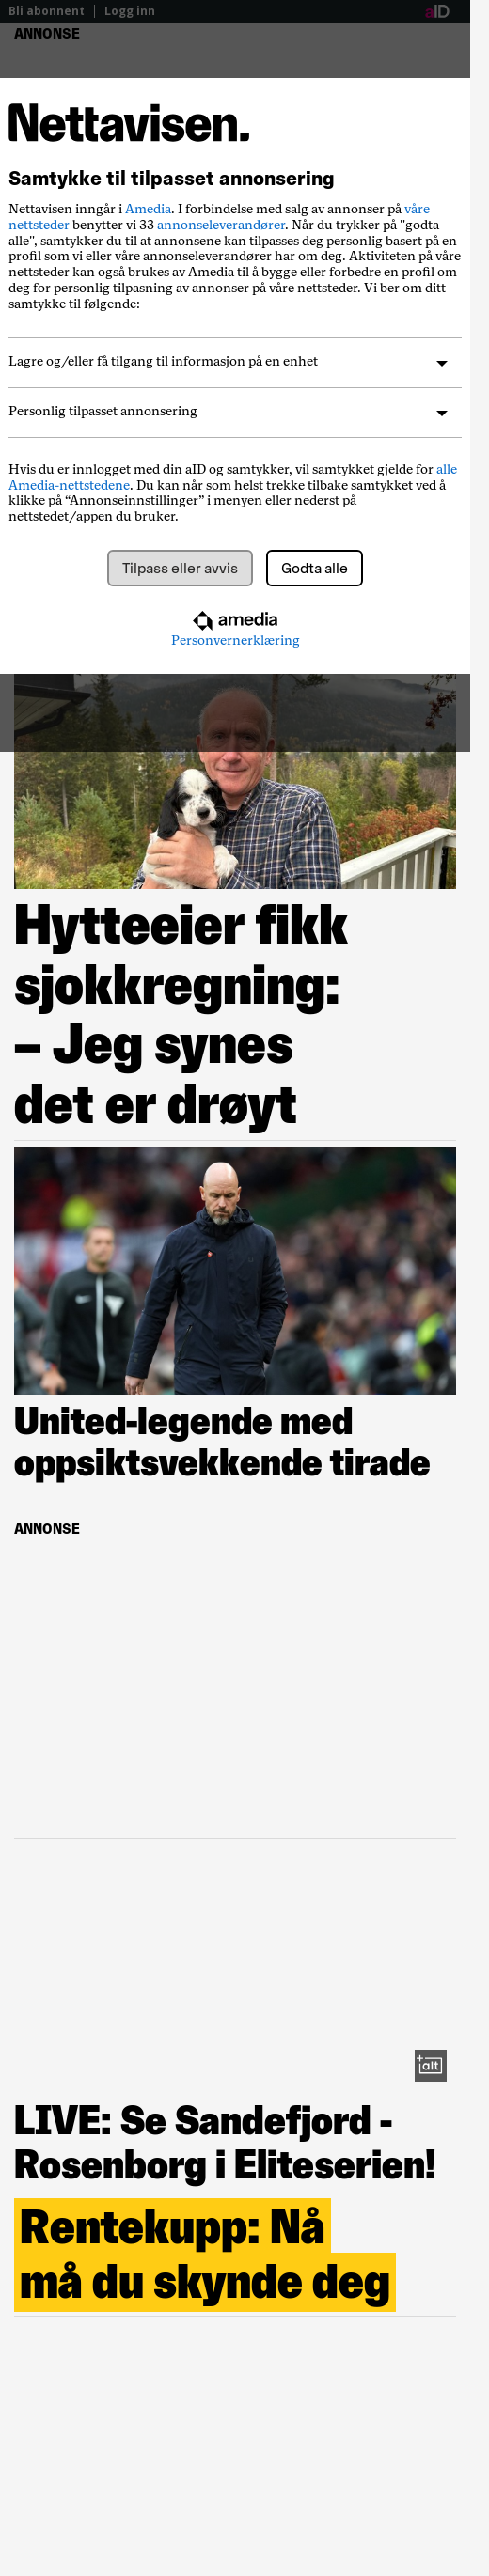 Bli abonnent | Logg inn aID
ANNONSE
Nettavisen.
Samtykke til tilpasset annonsering
Nettavisen inngår i Amedia. I forbindelse med salg av annonser på våre
nettsteder benytter vi 33 annonseleverandører. Når du trykker på "godta
alle", samtykker du til at annonsene kan tilpasses deg personlig basert på en
profil som vi eller våre annonseleverandører har om deg. Aktiviteten på våre
nettsteder kan også brukes av Amedia til å bygge eller forbedre en profil om
deg for personlig tilpasning av annonser på våre nettsteder. Vi ber om ditt
samtykke til følgende:
Lagre og/eller få tilgang til informasjon på en enhet
Personlig tilpasset annonsering
Hvis du er innlogget med din aID og samtykker, vil samtykket gjelde for alle
Amedia-nettstedene. Du kan når som helst trekke tilbake samtykket ved å
klikke på “Annonseinnstillinger” i menyen eller nederst på
nettstedet/appen du bruker.
Tilpass eller avvis Godta alle
amedia
Personvernerklæring
Hytteeier fikk
sjokkregning:
– Jeg synes
det er drøyt
United-legende med
oppsiktsvekkende tirade
ANNONSE
+alt
LIVE: Se Sandefjord -
Rosenborg i Eliteserien!
Rentekupp: Nå
må du skynde deg